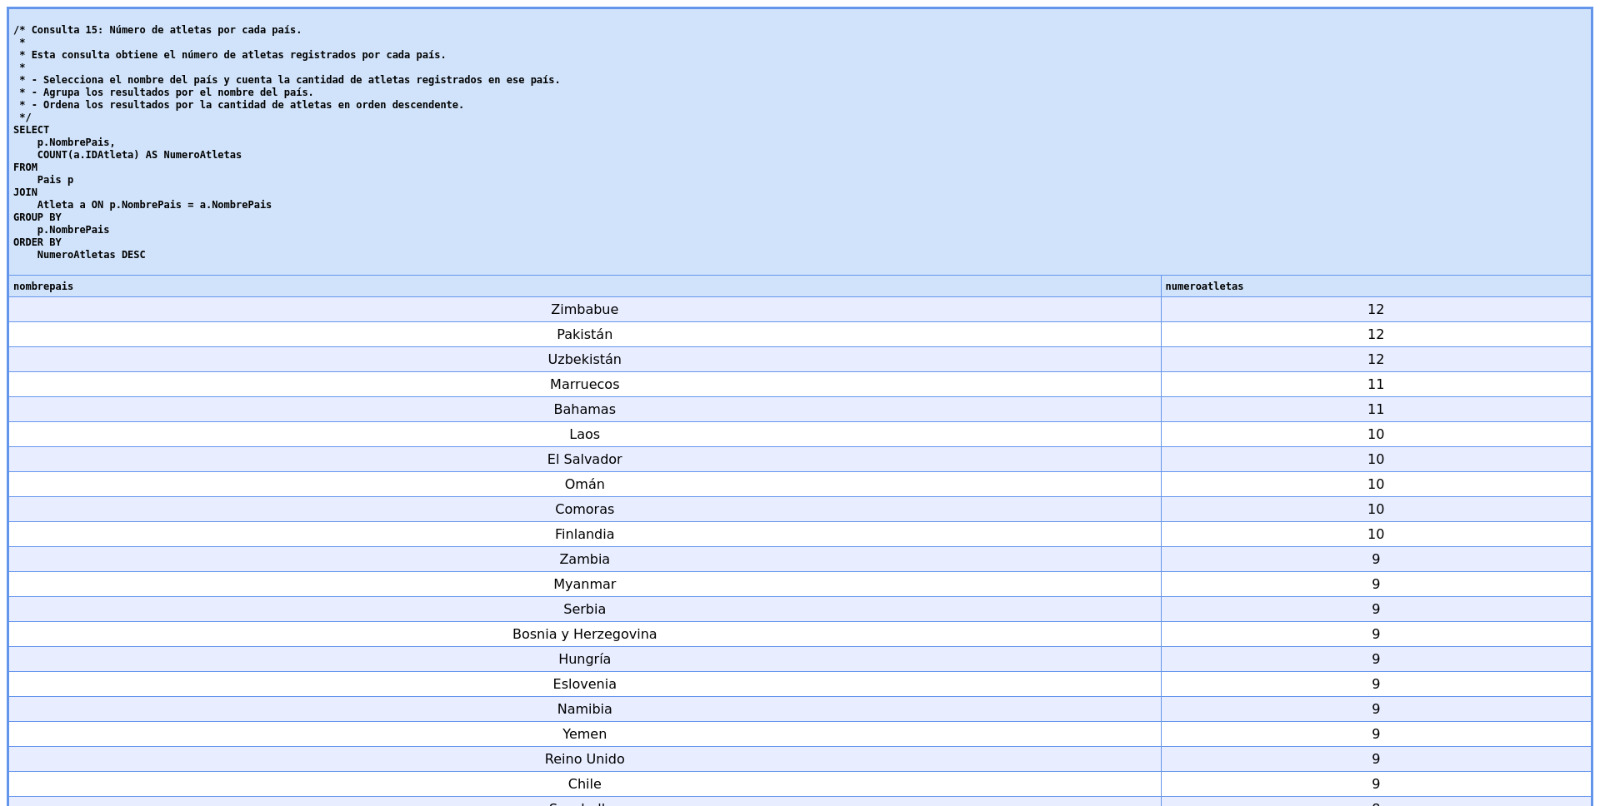 /* Consulta 15: Número de atletas por cada país.
 *
 * Esta consulta obtiene el número de atletas registrados por cada país.
 *
 * - Selecciona el nombre del país y cuenta la cantidad de atletas registrados en ese país.
 * - Agrupa los resultados por el nombre del país.
 * - Ordena los resultados por la cantidad de atletas en orden descendente.
 */
SELECT
    p.NombrePais,
    COUNT(a.IDAtleta) AS NumeroAtletas
FROM
    Pais p
JOIN
    Atleta a ON p.NombrePais = a.NombrePais
GROUP BY
    p.NombrePais
ORDER BY
    NumeroAtletas DESC
nombrepais numeroatletas
Zimbabue 12
Pakistán 12
Uzbekistán 12
Marruecos 11
Bahamas 11
Laos 10
El Salvador 10
Omán 10
Comoras 10
Finlandia 10
Zambia 9
Myanmar 9
Serbia 9
Bosnia y Herzegovina 9
Hungría 9
Eslovenia 9
Namibia 9
Yemen 9
Reino Unido 9
Chile 9